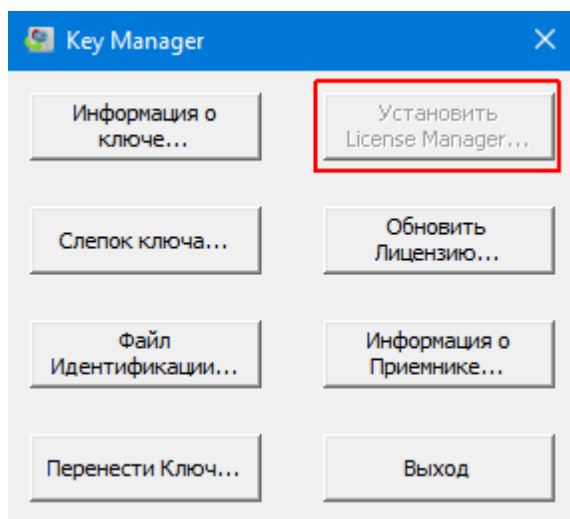 Key Manager
Информация о
ключе...
Установить
License Manager...
Слепок ключа...
Обновить
Лицензию...
Файл
Идентификации...
Информация о
Приемнике...
Перенести Ключ...
Выход